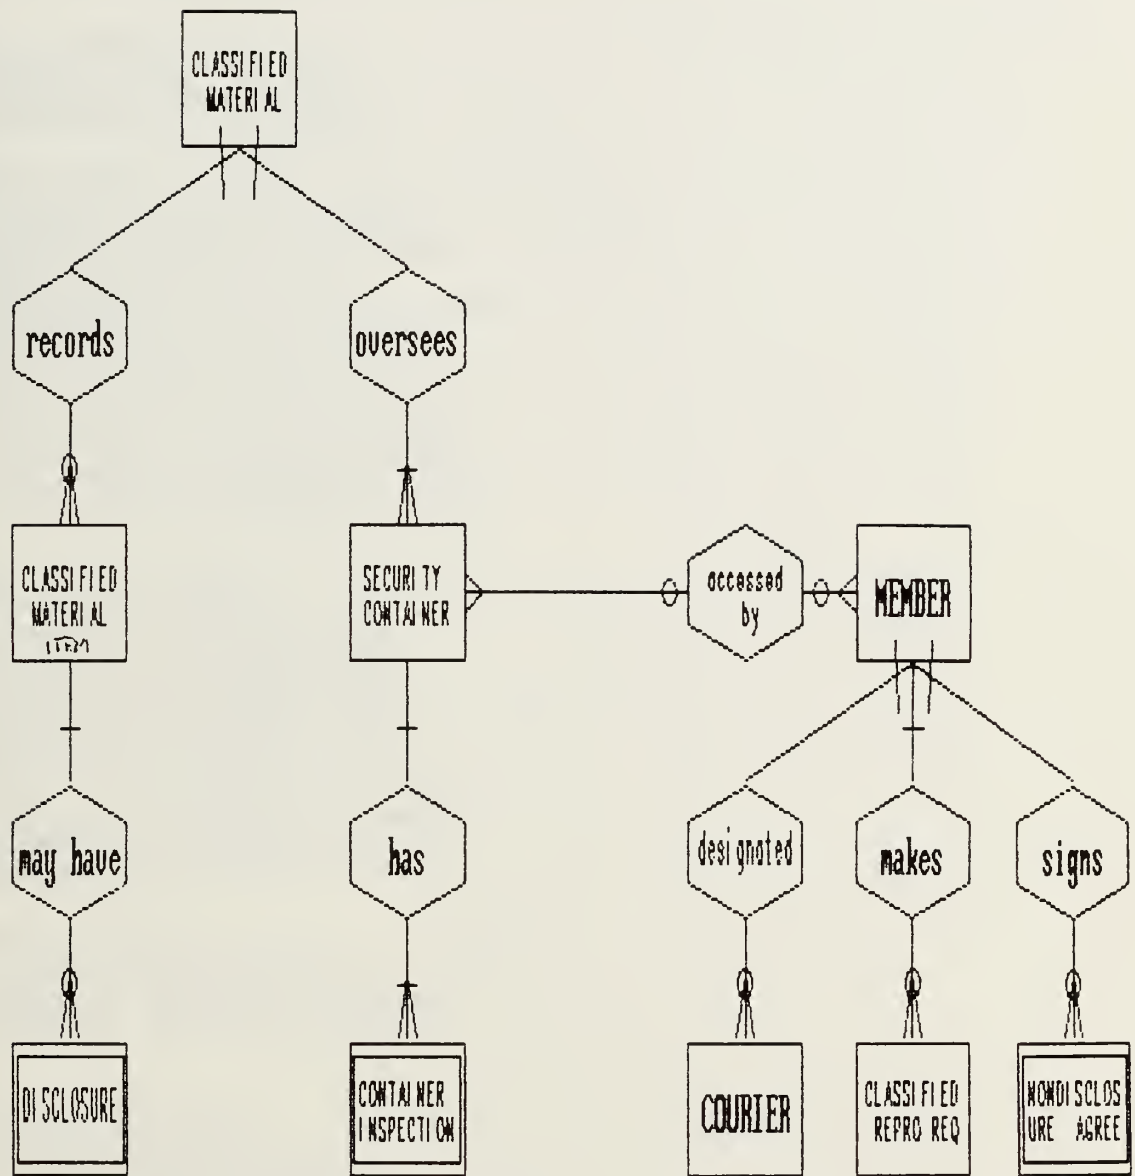 CLASSIFIED
MATERIAL
records
oversees
CLASSIFIED
MATERIAL
ITEM
SECURITY
CONTAINER
accessed
by
MEMBER
may have
has
designated
makes
signs
DISCLOSURE
CONTAINER
INSPECTION
COURIER
CLASSIFIED
REPRO REQ
NONDISCLOS
URE AGREE